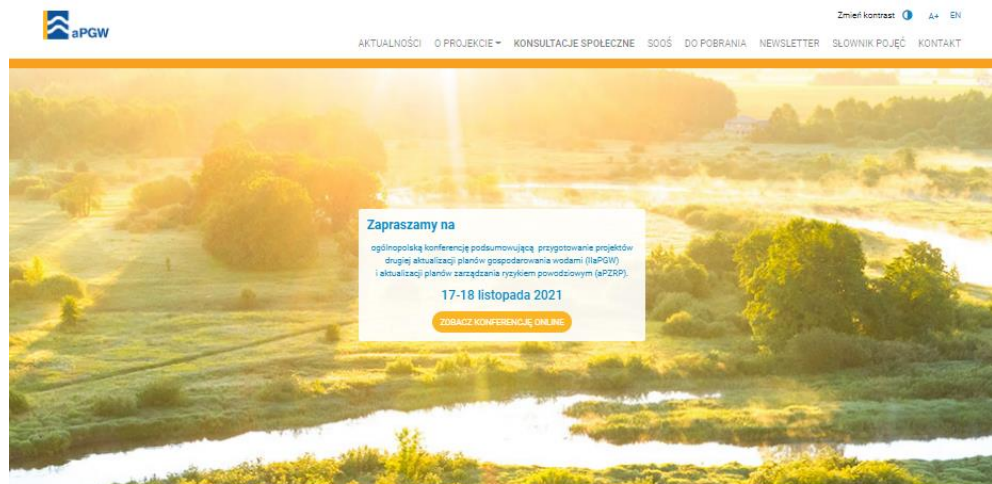 Zmień kontrast A+ EN
aPGW
AKTUALNOŚCI O PROJEKCIE KONSULTACJE SPOŁECZNE SOOŚ DO POBRANIA NEWSLETTER SŁOWNIK POJĘĆ KONTAKT
Zapraszamy na
ogólnopolską konferencję podsumowującą przygotowanie projektów
drugiej aktualizacji planów gospodarowania wodami (IIaPGW)
i aktualizacji planów zarządzania ryzykiem powodziowym (aPZRP).
17-18 listopada 2021
ZOBACZ KONFERENCJĘ ONLINE